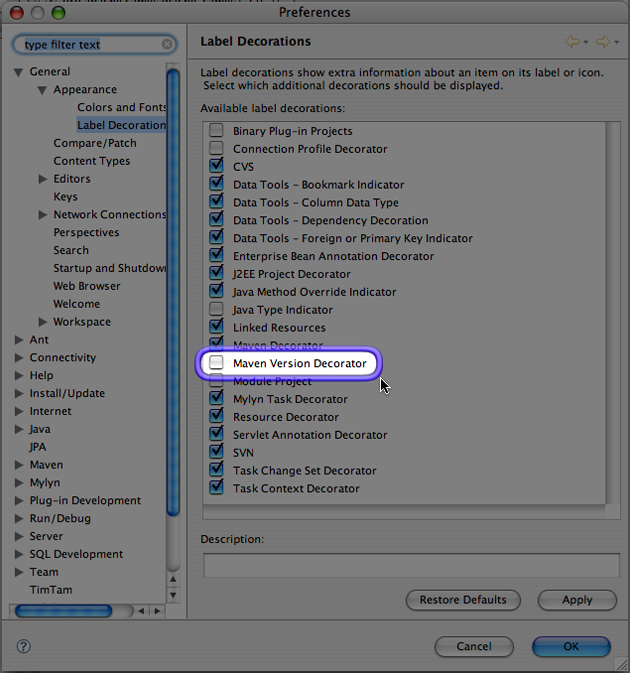 Preferences
type filter text
General
Appearance
Colors and Fonts
Label Decoration
Compare/Patch
Content Types
Editors
Keys
Network Connections
Perspectives
Search
Startup and Shutdow
Web Browser
Welcome
Workspace
Ant
Connectivity
Help
Install/Update
Internet
Java
JPA
Maven
Mylyn
Plug-in Development
Run/Debug
Server
SQL Development
Team
TimTam
Label Decorations
Label decorations show extra information about an item on its label or icon.
Select which additional decorations should be displayed.
Available label decorations:
Binary Plug-in Projects
Connection Profile Decorator
CVS
Data Tools - Bookmark Indicator
Data Tools - Column Data Type
Data Tools - Dependency Decoration
Data Tools - Foreign or Primary Key Indicator
Enterprise Bean Annotation Decorator
J2EE Project Decorator
Java Method Override Indicator
Java Type Indicator
Linked Resources
Maven Decorator
Maven Version Decorator
Module Project
Mylyn Task Decorator
Resource Decorator
Servlet Annotation Decorator
SVN
Task Change Set Decorator
Task Context Decorator
Description:
Restore Defaults
Apply
?
Cancel
OK